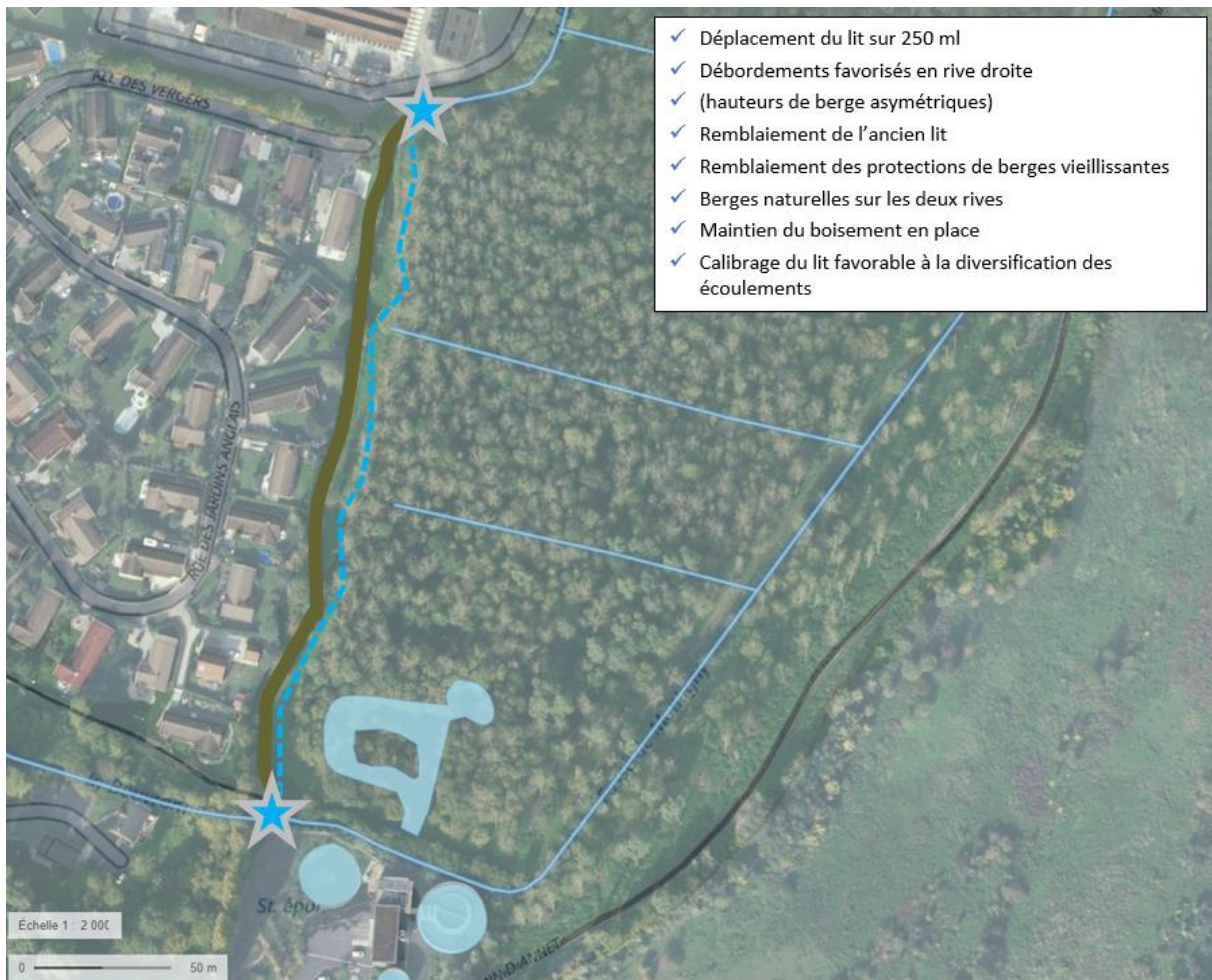 ✓ Déplacement du lit sur 250 ml
✓ Débordements favorisés en rive droite
✓ (hauteurs de berge asymétriques)
✓ Remblaiement de l'ancien lit
✓ Remblaiement des protections de berges vieillissantes
✓ Berges naturelles sur les deux rives
✓ Maintien du boisement en place
✓ Calibrage du lit favorable à la diversification des
écoulements
ALL. DES VERGERS
RUE DES JARDINS ANGLAIS
St. épur.
Échelle 1 : 2 000
0 50 m